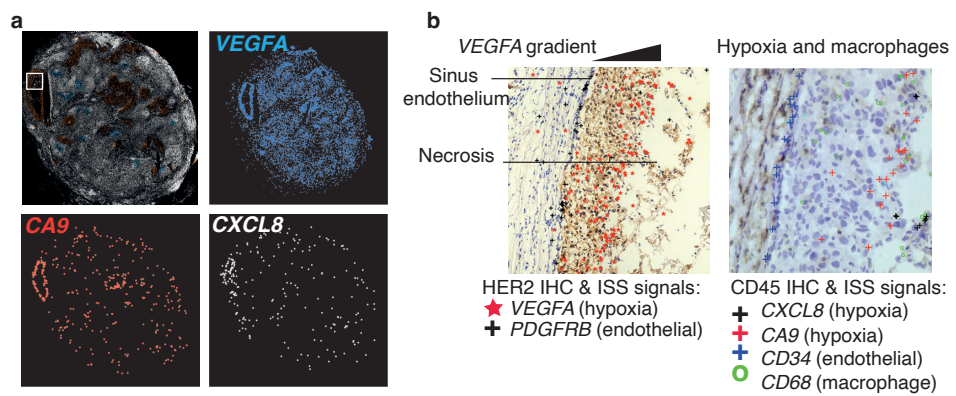 a
VEGFA
CA9
CXCL8
b
VEGFA gradient
Sinus
endothelium
Necrosis
HER2 IHC & ISS signals:
VEGFA (hypoxia)
PDGFRB (endothelial)
Hypoxia and macrophages
CD45 IHC & ISS signals:
CXCL8 (hypoxia)
CA9 (hypoxia)
CD34 (endothelial)
CD68 (macrophage)